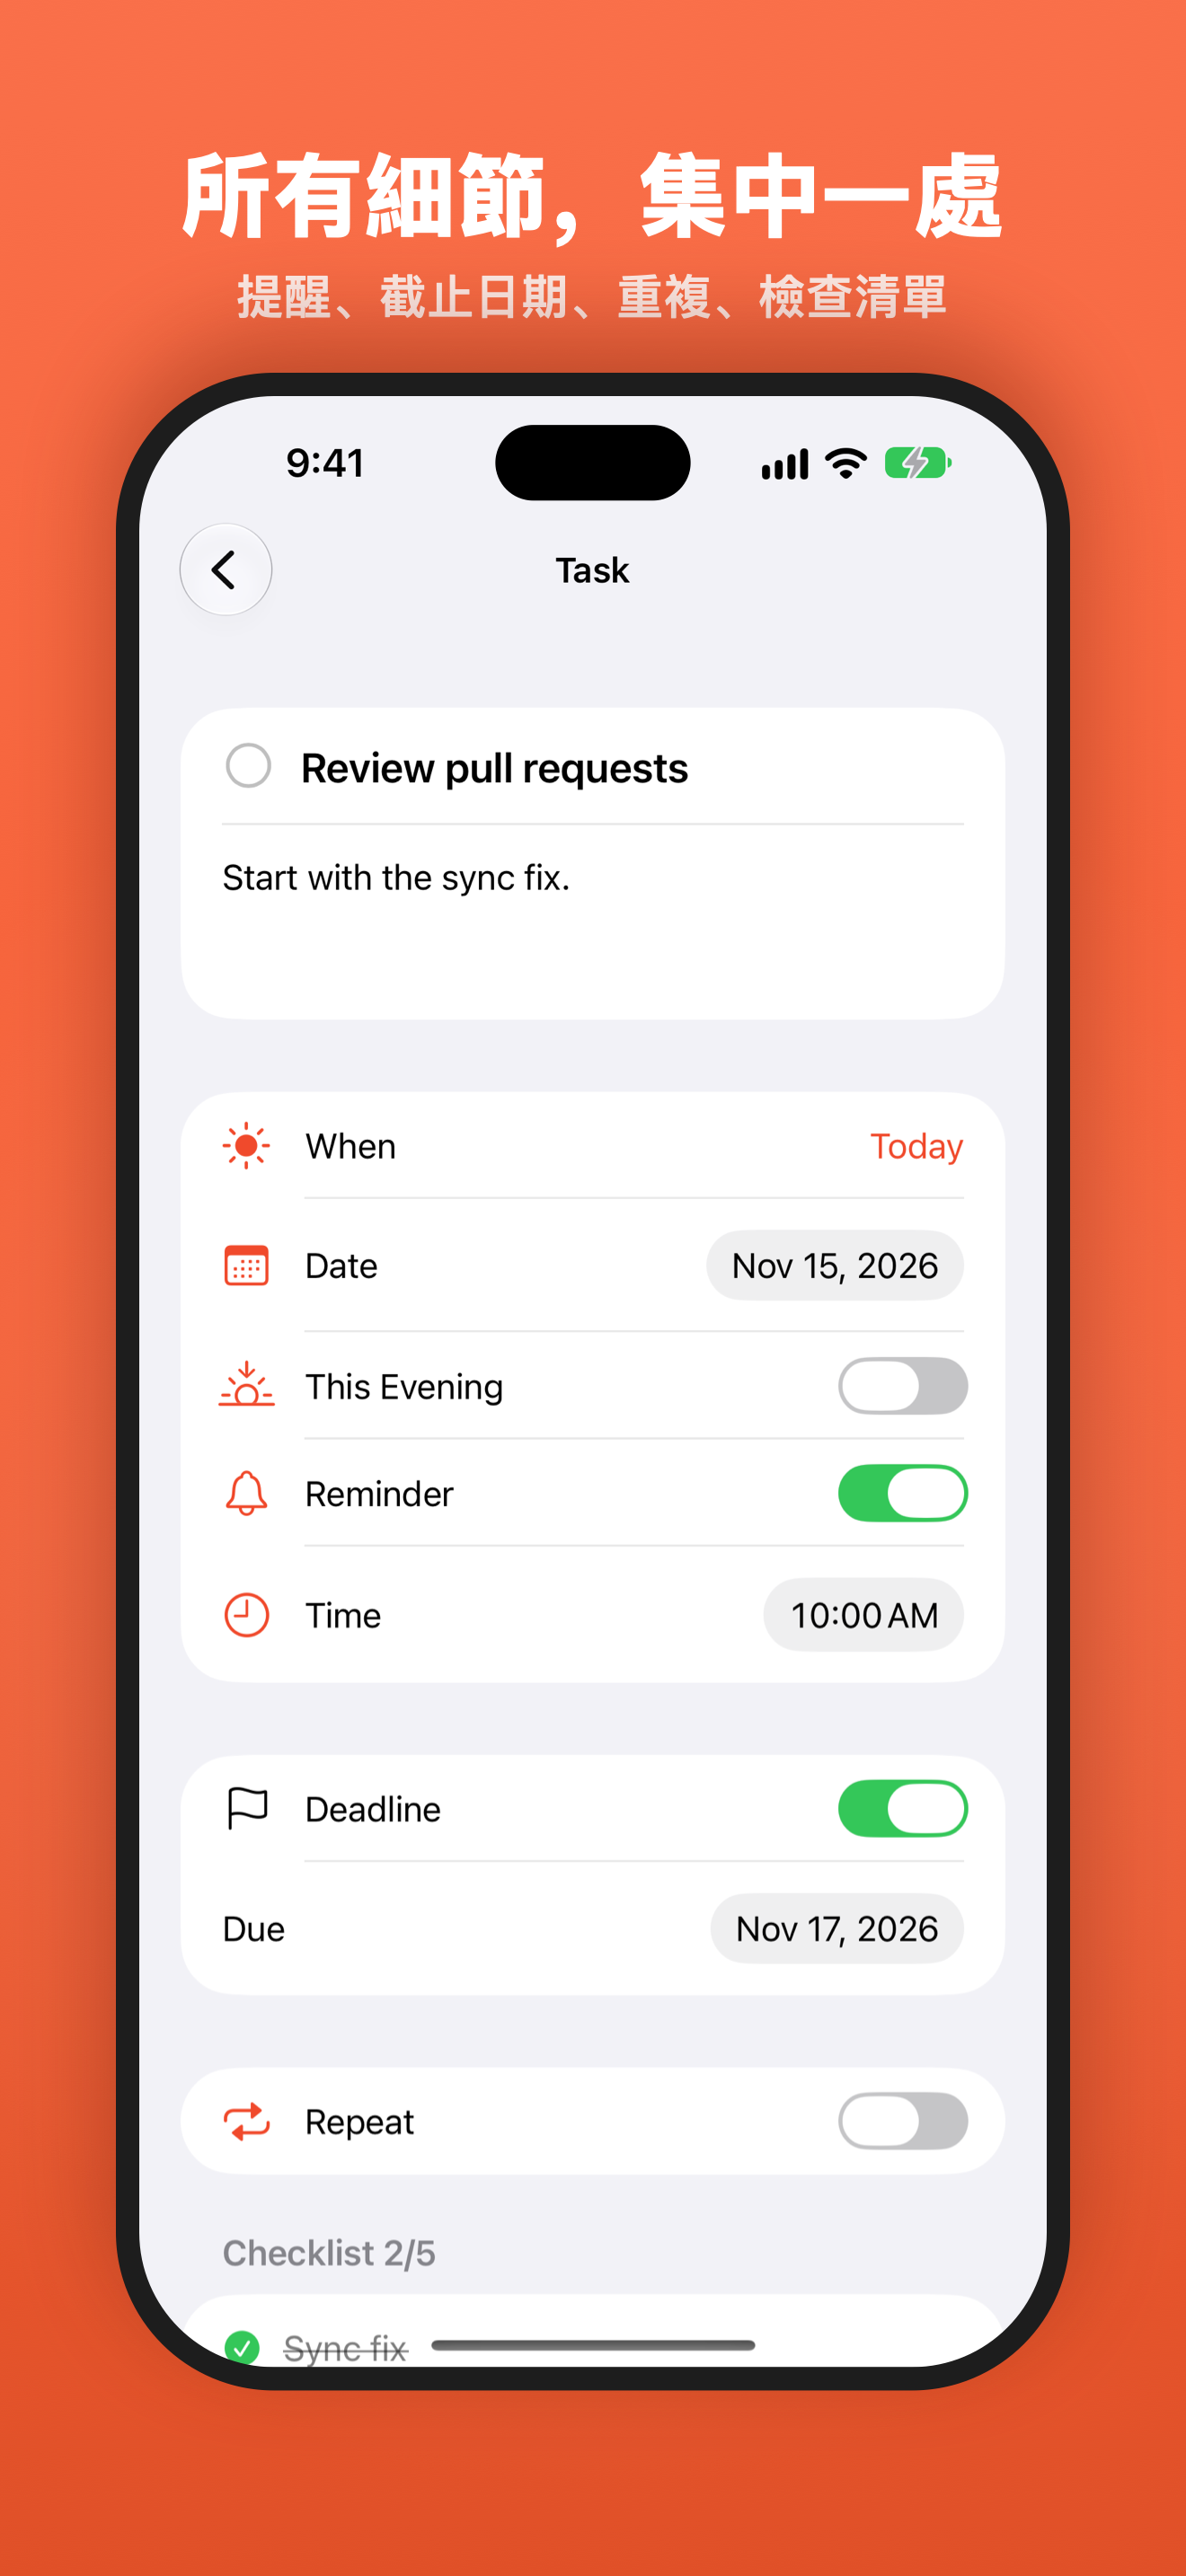 所有細節，集中一處
提醒、截止日期、重複、檢查清單
9:41
Task
Review pull requests
Start with the sync fix.
When Today
Date Nov 15, 2026
This Evening
Reminder
Time 10:00 AM
Deadline
Due Nov 17, 2026
Repeat
Checklist 2/5
Sync fix